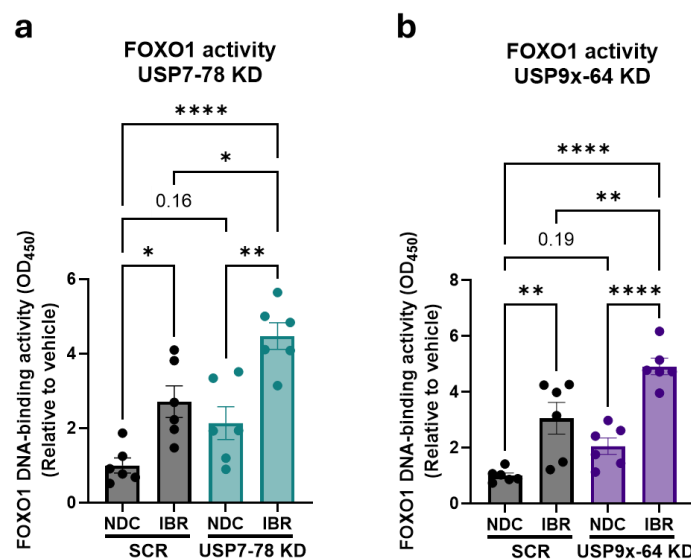 a
FOXO1 activity
USP7-78 KD
****
*
0.16
*
**
FOXO1 DNA-binding activity (OD450)
(Relative to vehicle)
6
4
2
0
NDC IBR NDC IBR
SCR USP7-78 KD
b
FOXO1 activity
USP9x-64 KD
****
**
0.19
**
****
FOXO1 DNA-binding activity (OD450)
(Relative to vehicle)
8
6
4
2
0
NDC IBR NDC IBR
SCR USP9x-64 KD